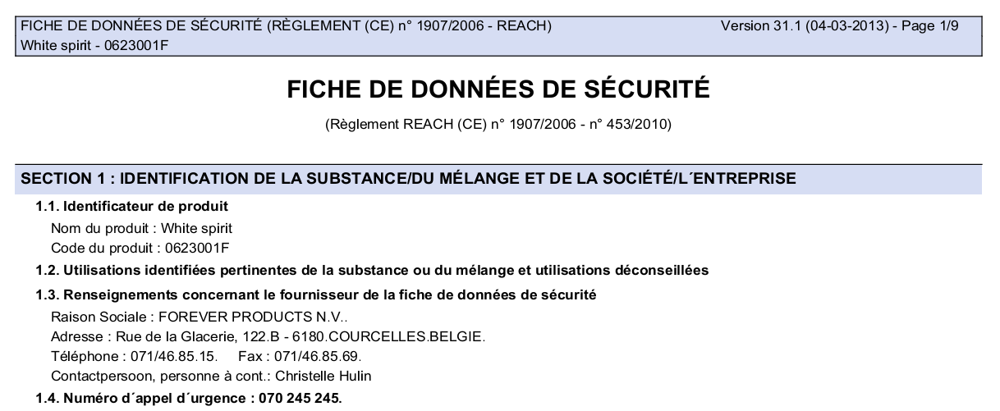 FICHE DE DONNÉES DE SÉCURITÉ (RÈGLEMENT (CE) n° 1907/2006 - REACH) Version 31.1 (04-03-2013) - Page 1/9
White spirit - 0623001F
FICHE DE DONNÉES DE SÉCURITÉ
(Règlement REACH (CE) n° 1907/2006 - n° 453/2010)
SECTION 1 : IDENTIFICATION DE LA SUBSTANCE/DU MÉLANGE ET DE LA SOCIÉTÉ/L´ENTREPRISE
1.1. Identificateur de produit
Nom du produit : White spirit
Code du produit : 0623001F
1.2. Utilisations identifiées pertinentes de la substance ou du mélange et utilisations déconseillées
1.3. Renseignements concernant le fournisseur de la fiche de données de sécurité
Raison Sociale : FOREVER PRODUCTS N.V..
Adresse : Rue de la Glacerie, 122.B - 6180.COURCELLES.BELGIE.
Téléphone : 071/46.85.15. Fax : 071/46.85.69.
Contactpersoon, personne à cont.: Christelle Hulin
1.4. Numéro d´appel d´urgence : 070 245 245.